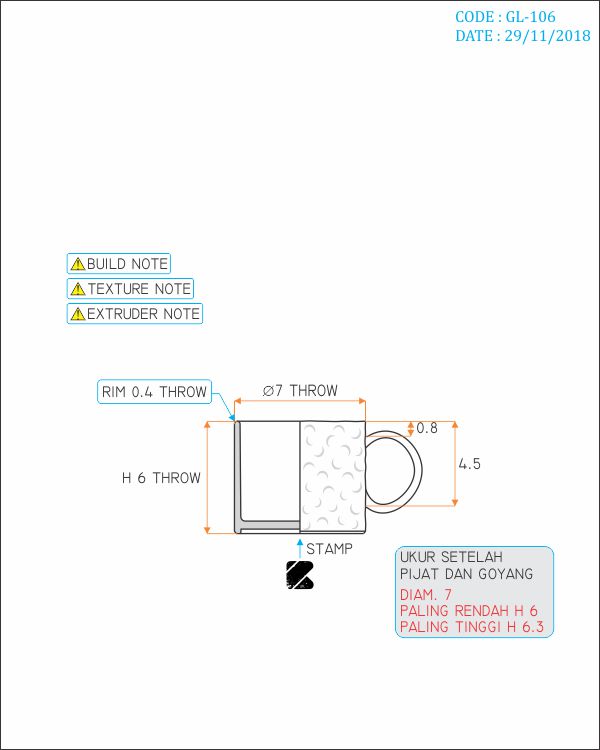 CODE : GL-106
DATE : 29/11/2018
BUILD NOTE
TEXTURE NOTE
EXTRUDER NOTE
RIM 0.4 THROW
⌀7 THROW
0.8
H 6 THROW
4.5
STAMP
UKUR SETELAH
PIJAT DAN GOYANG
DIAM. 7
PALING RENDAH H 6
PALING TINGGI H 6.3